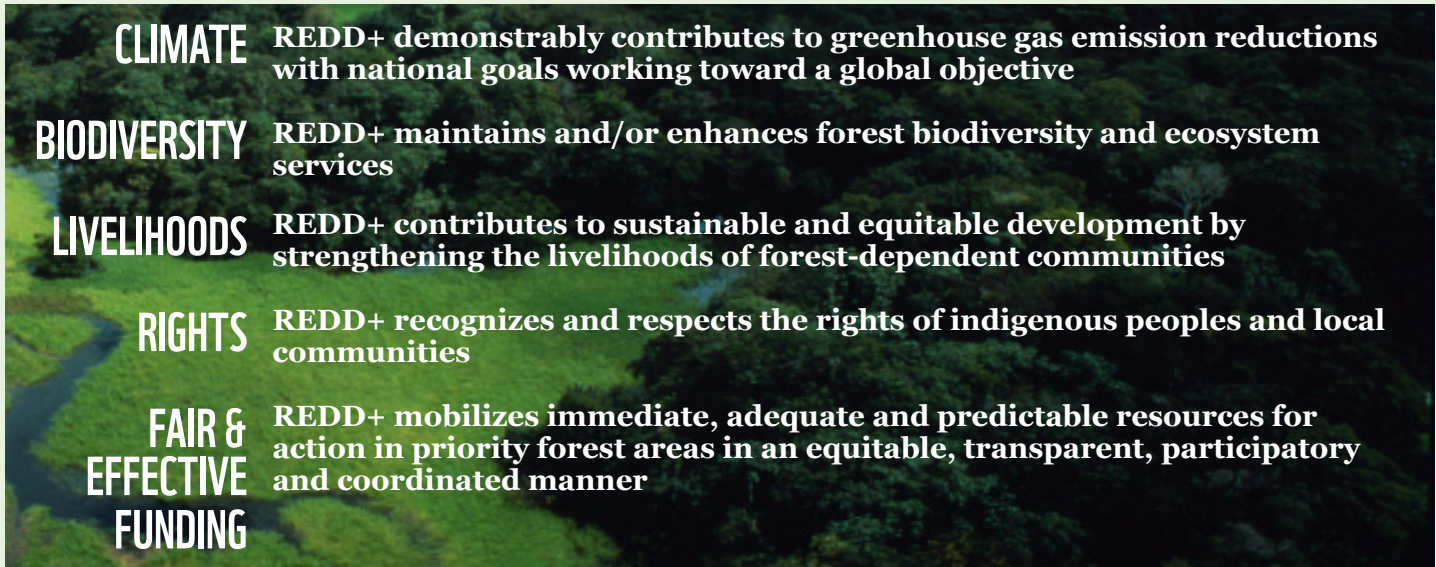 CLIMATE
REDD+ demonstrably contributes to greenhouse gas emission reductions
with national goals working toward a global objective
BIODIVERSITY
REDD+ maintains and/or enhances forest biodiversity and ecosystem
services
LIVELIHOODS
REDD+ contributes to sustainable and equitable development by
strengthening the livelihoods of forest-dependent communities
RIGHTS
REDD+ recognizes and respects the rights of indigenous peoples and local
communities
FAIR &
EFFECTIVE
FUNDING
REDD+ mobilizes immediate, adequate and predictable resources for
action in priority forest areas in an equitable, transparent, participatory
and coordinated manner